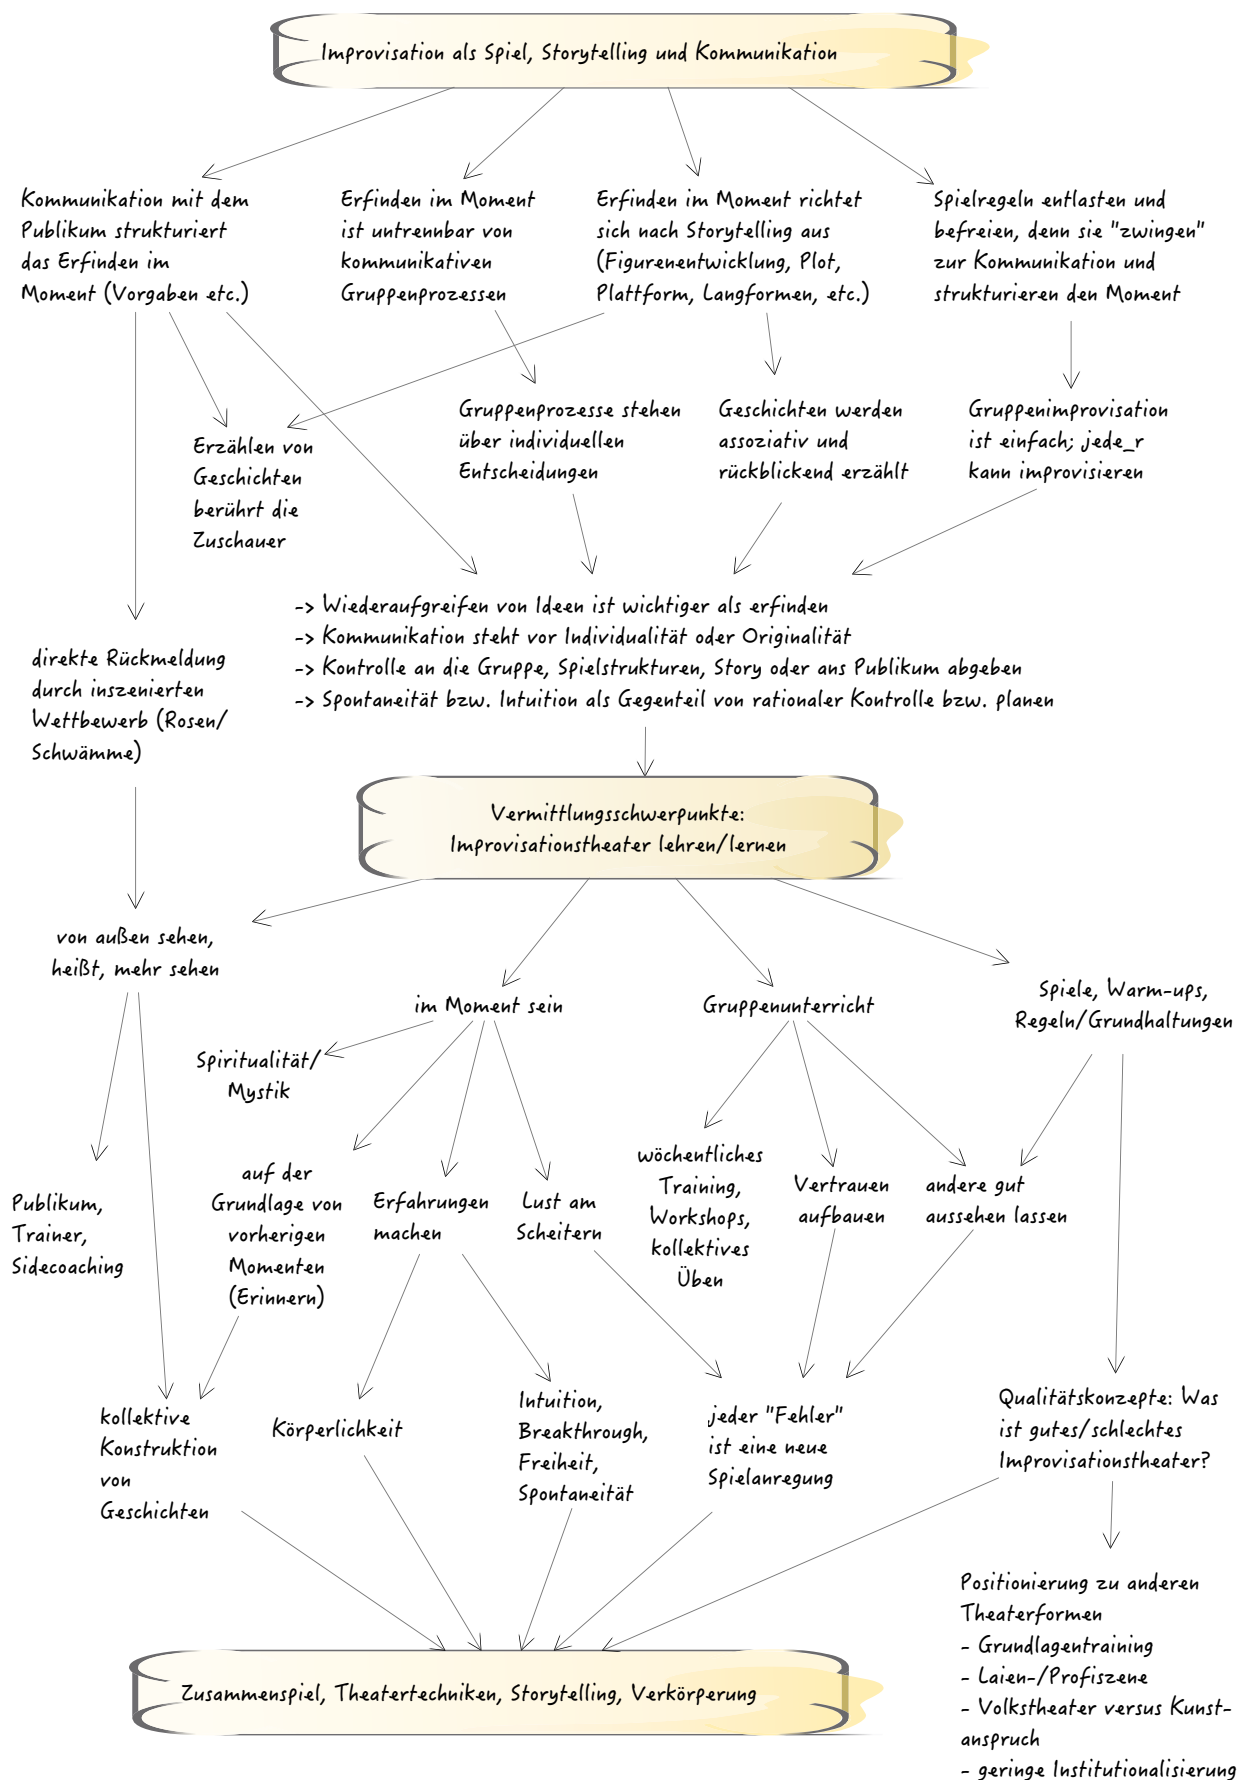 Improvisation als Spiel, Storytelling und Kommunikation
Kommunikation mit dem
Publikum strukturiert
das Erfinden im
Moment (Vorgaben etc.)
Erfinden im Moment
ist untrennbar von
kommunikativen
Gruppenprozessen
Erfinden im Moment richtet
sich nach Storytelling aus
(Figurenentwicklung, Plot,
Plattform, Langformen, etc.)
Spielregeln entlasten und
befreien, denn sie "zwingen"
zur Kommunikation und
strukturieren den Moment
Erzählen von
Geschichten
berührt die
Zuschauer
Gruppenprozesse stehen
über individuellen
Entscheidungen
Geschichten werden
assoziativ und
rückblickend erzählt
Gruppenimprovisation
ist einfach; jede_r
kann improvisieren
-> Wiederaufgreifen von Ideen ist wichtiger als erfinden
-> Kommunikation steht vor Individualität oder Originalität
-> Kontrolle an die Gruppe, Spielstrukturen, Story oder ans Publikum abgeben
-> Spontaneität bzw. Intuition als Gegenteil von rationaler Kontrolle bzw. planen
direkte Rückmeldung
durch inszenierten
Wettbewerb (Rosen/
Schwämme)
Vermittlungsschwerpunkte:
Improvisationstheater lehren/lernen
von außen sehen,
heißt, mehr sehen
im Moment sein
Gruppenunterricht
Spiele, Warm-ups,
Regeln/Grundhaltungen
Spiritualität/
Mystik
Publikum,
Trainer,
Sidecoaching
auf der
Grundlage von
vorherigen
Momenten
(Erinnern)
Erfahrungen
machen
Lust am
Scheitern
wöchentliches
Training,
Workshops,
kollektives
Üben
Vertrauen
aufbauen
andere gut
aussehen lassen
kollektive
Konstruktion
von
Geschichten
Körperlichkeit
Intuition,
Breakthrough,
Freiheit,
Spontaneität
jeder "Fehler"
ist eine neue
Spielanregung
Qualitätskonzepte: Was
ist gutes/schlechtes
Improvisationstheater?
Positionierung zu anderen
Theaterformen
- Grundlagentraining
- Laien-/Profiszene
- Volkstheater versus Kunst-
anspruch
- geringe Institutionalisierung
Zusammenspiel, Theatertechniken, Storytelling, Verkörperung